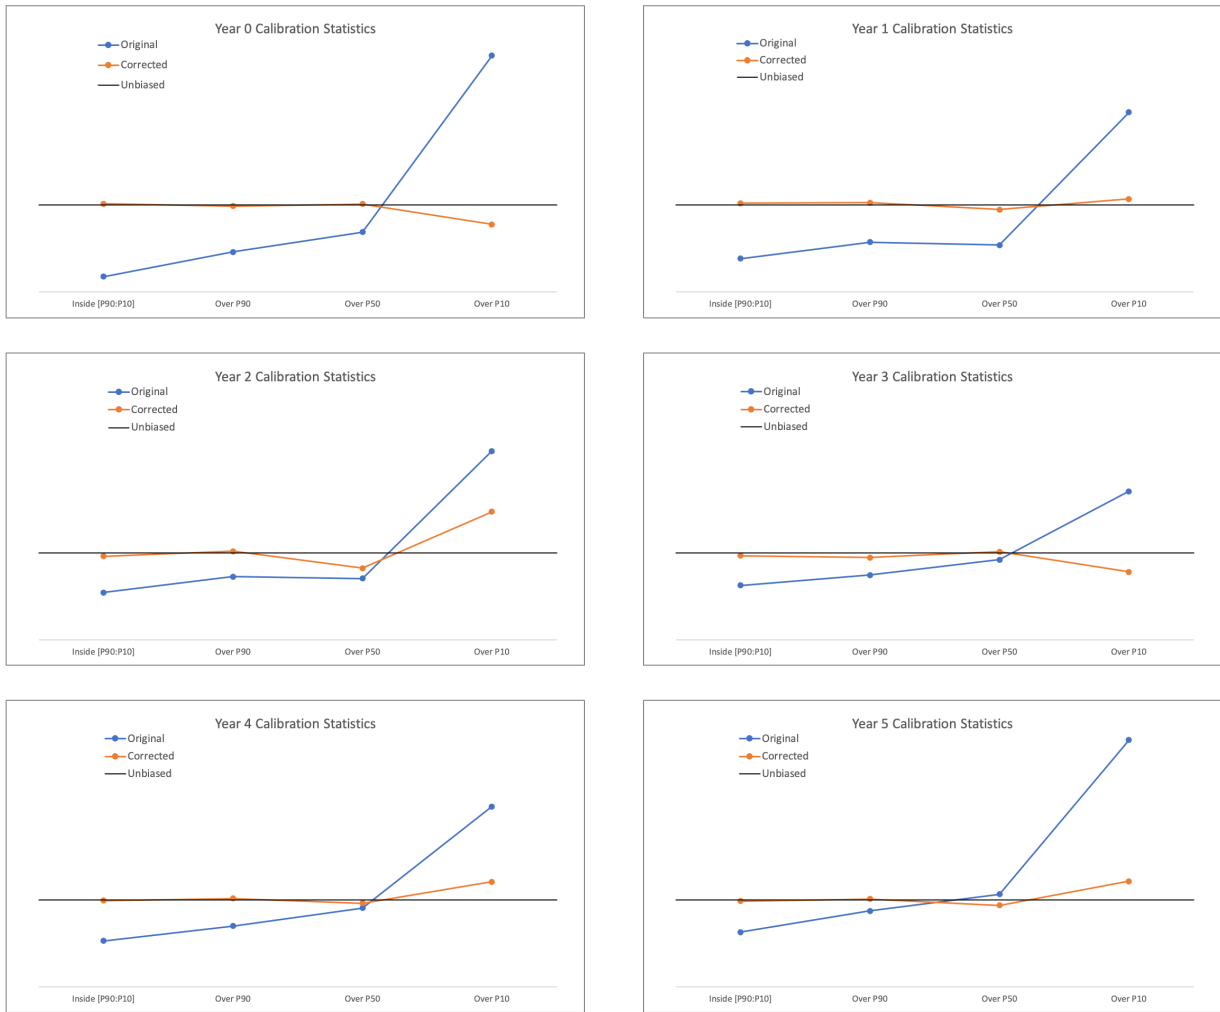 Year 0 Calibration Statistics
Original
Corrected
Unbiased
Inside [P90:P10] Over P90 Over P50 Over P10
Year 1 Calibration Statistics
Original
Corrected
Unbiased
Inside [P90:P10] Over P90 Over P50 Over P10
Year 2 Calibration Statistics
Original
Corrected
Unbiased
Inside [P90:P10] Over P90 Over P50 Over P10
Year 3 Calibration Statistics
Original
Corrected
Unbiased
Inside [P90:P10] Over P90 Over P50 Over P10
Year 4 Calibration Statistics
Original
Corrected
Unbiased
Inside [P90:P10] Over P90 Over P50 Over P10
Year 5 Calibration Statistics
Original
Corrected
Unbiased
Inside [P90:P10] Over P90 Over P50 Over P10